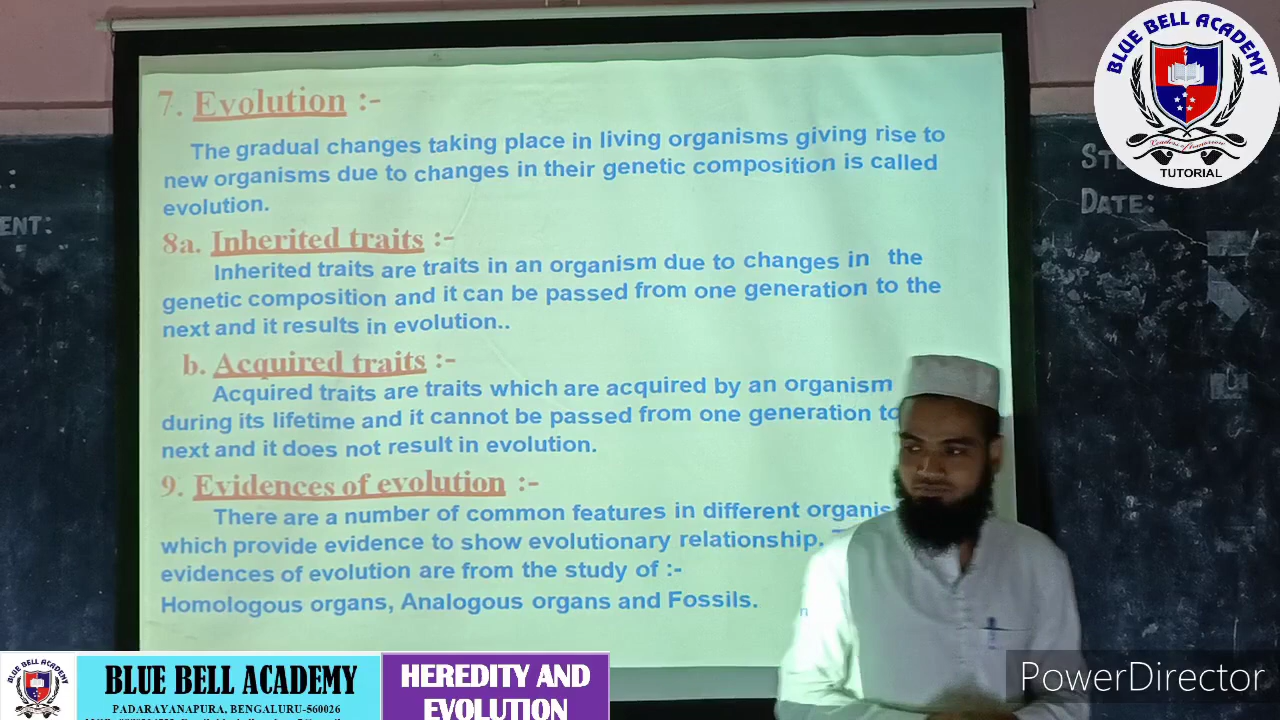 7. Evolution :-
The gradual changes taking place in living organisms giving rise to
new organisms due to changes in their genetic composition is called
evolution.
8a. Inherited traits :-
Inherited traits are traits in an organism due to changes in the
genetic composition and it can be passed from one generation to the
next and it results in evolution..
b. Acquired traits :-
Acquired traits are traits which are acquired by an organism
during its lifetime and it cannot be passed from one generation to
next and it does not result in evolution.
9. Evidences of evolution :-
There are a number of common features in different
which provide evidence to show evolutionary relationship.
evidences of evolution are from the study of :-
Homologous organs, Analogous organs and Fossils.
ENT:
DATE:
BLUE BELL ACADEMY
Leaders of tomorrow
TUTORIAL
BLUE BELL ACADEMY
BLUE BELL ACADEMY
PADARAYANAPURA, BENGALURU-560026
HEREDITY AND
EVOLUTION
PowerDirector